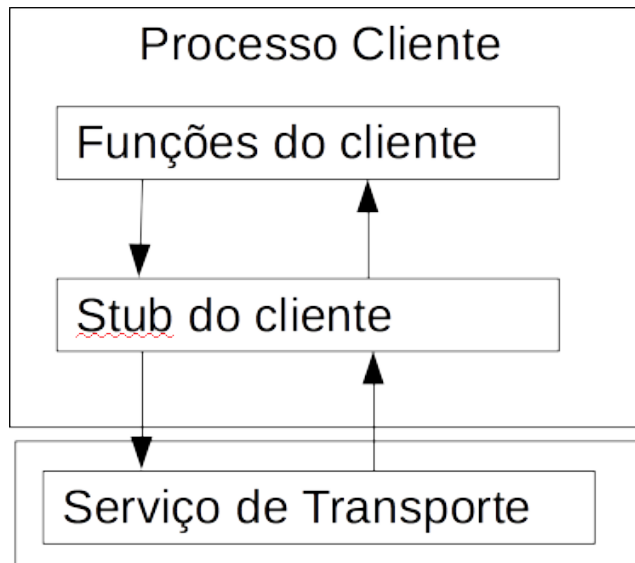 Processo Cliente
Funções do cliente
Stub do cliente
Serviço de Transporte